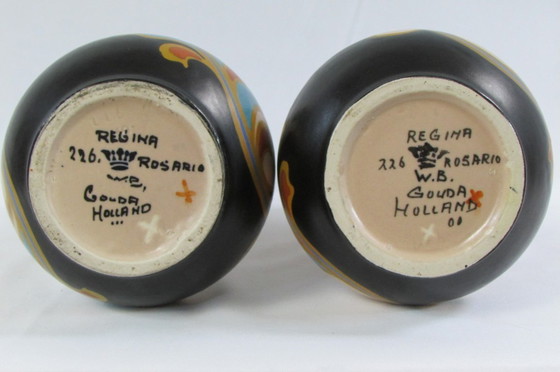 REGINA
226. ROSARIO
W.B,
GOUDA
HOLLAND
...
REGINA
226 ROSARIO
W.B.
GOUDA
HOLLAND